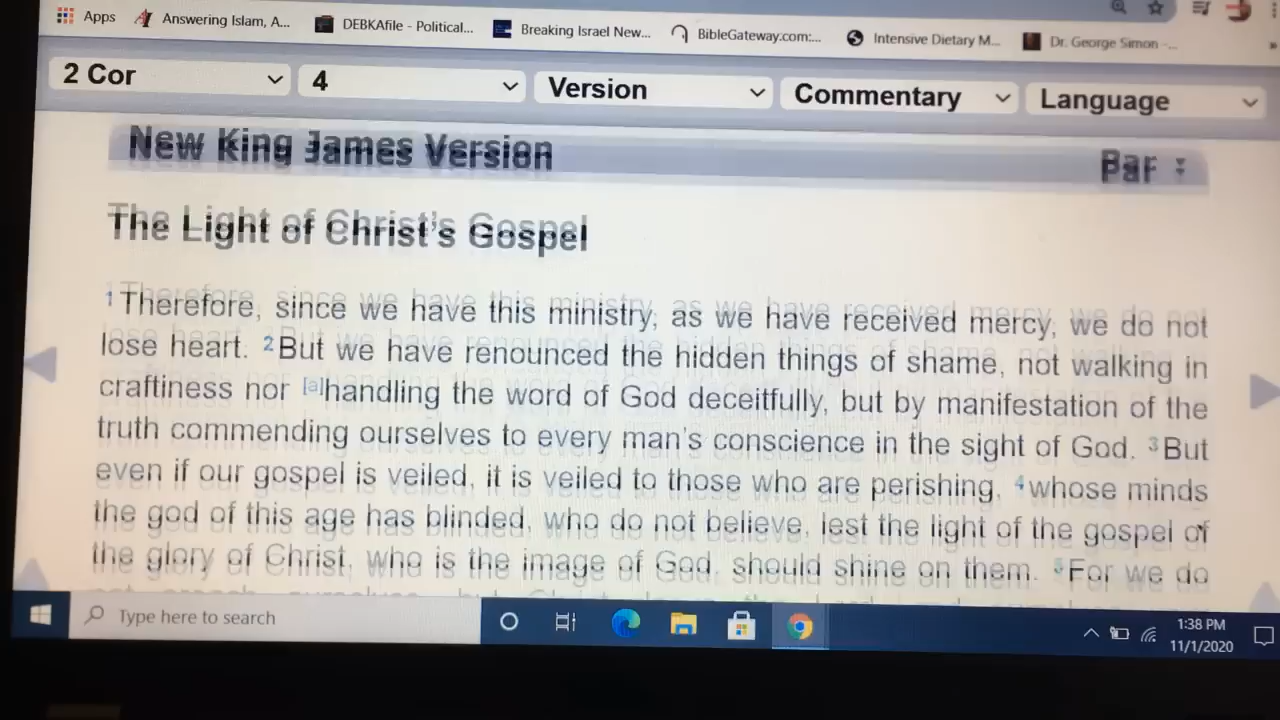 Apps Answering Islam, A... DEBKAfile - Political... Breaking Israel New... BibleGateway.com:... Intensive Dietary M... Dr. George Simon -...
2 Cor 4 Version Commentary Language
New King James Version Par
The Light of Christ's Gospel
1 Therefore, since we have this ministry, as we have received mercy, we do not
lose heart. 2 But we have renounced the hidden things of shame, not walking in
craftiness nor [a]handling the word of God deceitfully, but by manifestation of the
truth commending ourselves to every man's conscience in the sight of God. 3 But
even if our gospel is veiled, it is veiled to those who are perishing, 4 whose minds
the god of this age has blinded, who do not believe, lest the light of the gospel of
the glory of Christ, who is the image of God, should shine on them. 5 For we do
Type here to search
1:38 PM
11/1/2020